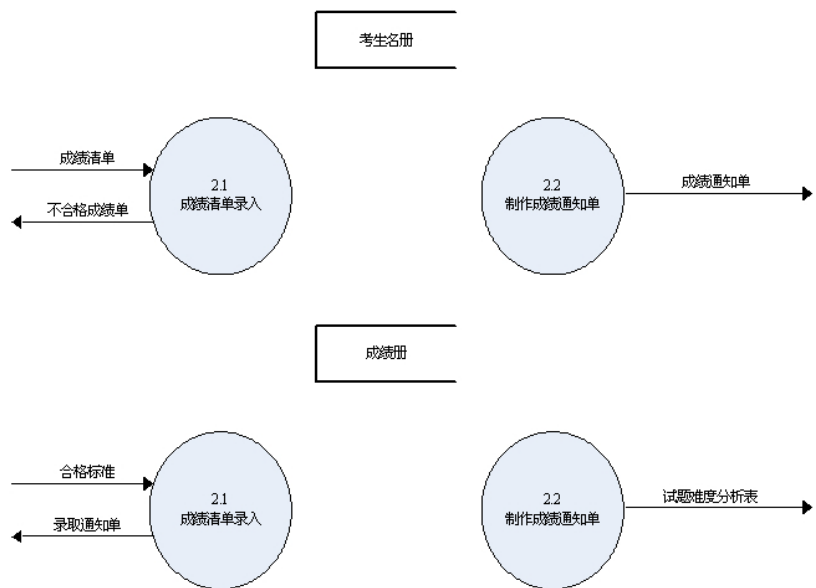 考生名册
成绩清单
不合格成绩单
2.1
成绩清单录入
2.2
制作成绩通知单
成绩通知单
成绩册
合格标准
录取通知单
2.1
成绩清单录入
2.2
制作成绩通知单
试题难度分析表